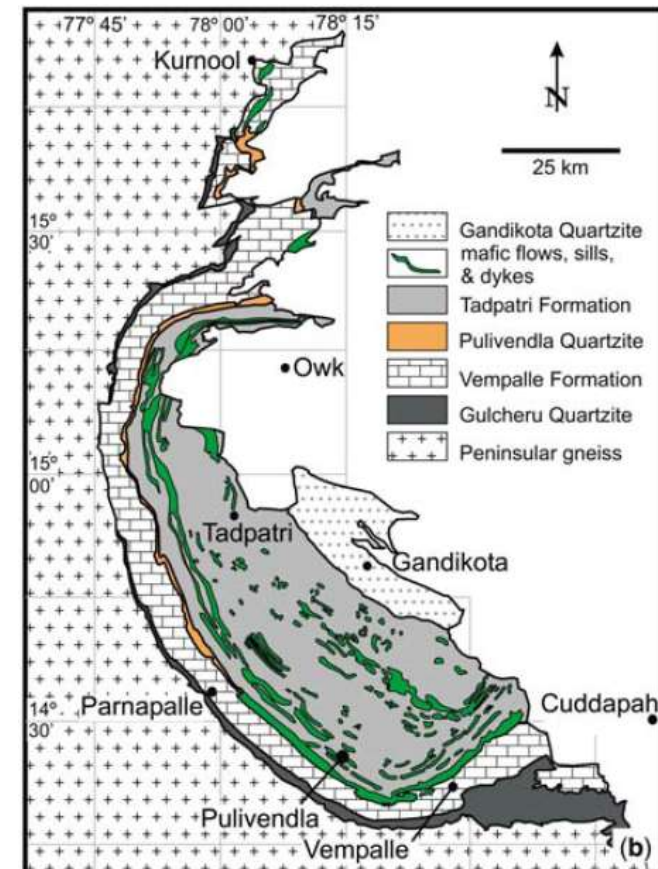 77° 45' 78° 00' 78° 15'
Kurnool
N
25 km
15°
30'
Gandikota Quartzite
mafic flows, sills,
& dykes
Tadpatri Formation
Pulivendla Quartzite
Vempalle Formation
Gulcheru Quartzite
Peninsular gneiss
Owk
15°
00'
Tadpatri
Gandikota
Parnapalle
14°
30'
Cuddapah
Pulivendla
Vempalle
(b)